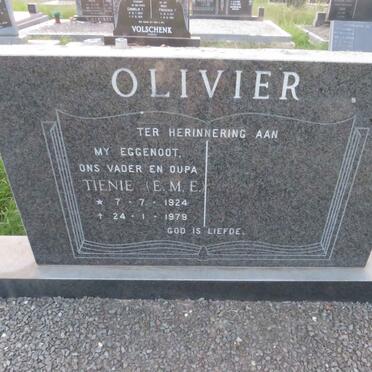 VOLSCHENK
OLIVIER
TER HERINNERING AAN
MY EGGENOOT,
ONS VADER EN OUPA
TIENIE (E.M.E.)
* 7 - 7 - 1924
✝ 24 - 1 - 1979
GOD IS LIEFDE.